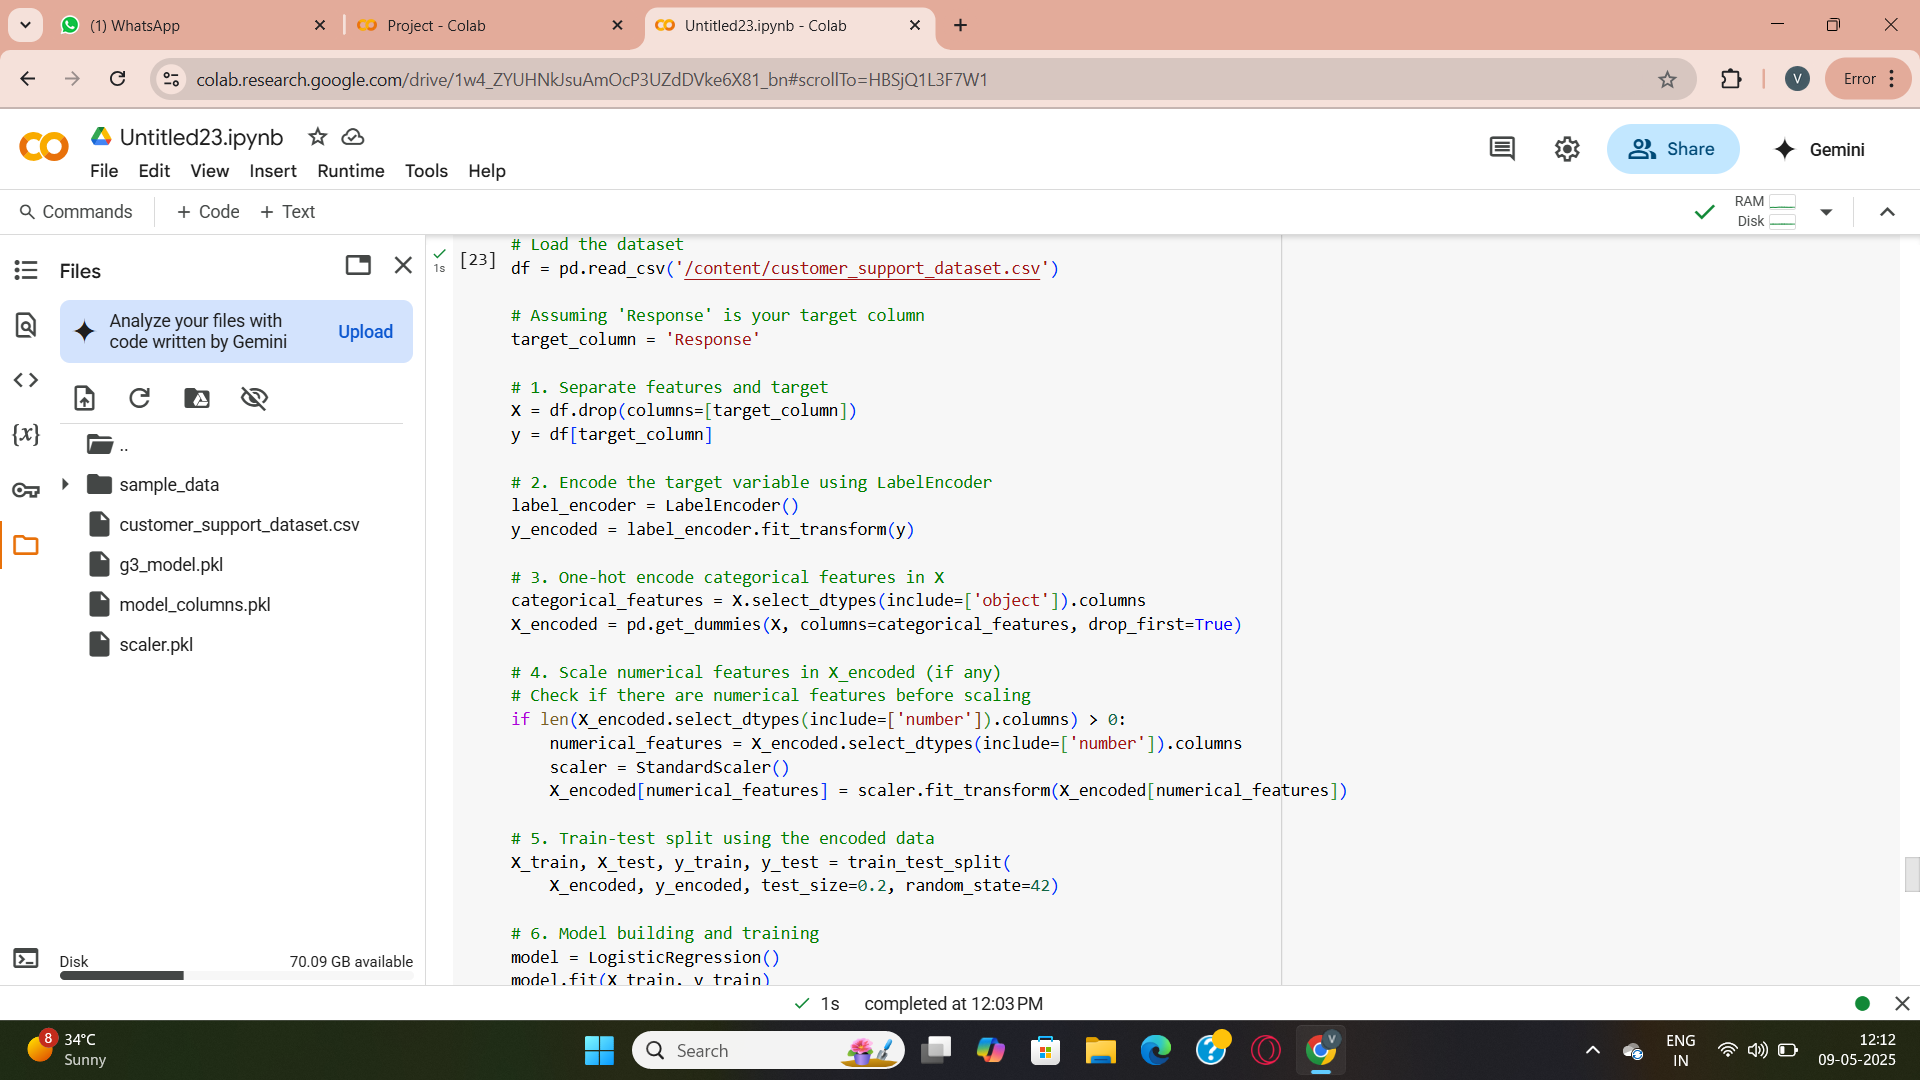 (1) WhatsApp
Project - Colab
Untitled23.ipynb - Colab
colab.research.google.com/drive/1w4_ZYUHNkJsuAmOcP3UZdDVke6X81_bn#scrollTo=HBSjQ1L3F7W1
V
Error
Untitled23.ipynb
File Edit View Insert Runtime Tools Help
Share
Gemini
Commands + Code + Text
RAM
Disk
Files
Analyze your files with
code written by Gemini
Upload
..
sample_data
customer_support_dataset.csv
g3_model.pkl
model_columns.pkl
scaler.pkl
Disk 70.09 GB available
1s
[23]
# Load the dataset
df = pd.read_csv('/content/customer_support_dataset.csv')
# Assuming 'Response' is your target column
target_column = 'Response'
# 1. Separate features and target
X = df.drop(columns=[target_column])
y = df[target_column]
# 2. Encode the target variable using LabelEncoder
label_encoder = LabelEncoder()
y_encoded = label_encoder.fit_transform(y)
# 3. One-hot encode categorical features in X
categorical_features = X.select_dtypes(include=['object']).columns
X_encoded = pd.get_dummies(X, columns=categorical_features, drop_first=True)
# 4. Scale numerical features in X_encoded (if any)
# Check if there are numerical features before scaling
if len(X_encoded.select_dtypes(include=['number']).columns) > 0:
numerical_features = X_encoded.select_dtypes(include=['number']).columns
scaler = StandardScaler()
X_encoded[numerical_features] = scaler.fit_transform(X_encoded[numerical_features])
# 5. Train-test split using the encoded data
X_train, X_test, y_train, y_test = train_test_split(
X_encoded, y_encoded, test_size=0.2, random_state=42)
# 6. Model building and training
model = LogisticRegression()
model.fit(X_train, y_train)
1s completed at 12:03 PM
8
34°C
Sunny
Search
V
ENG
IN
12:12
09-05-2025